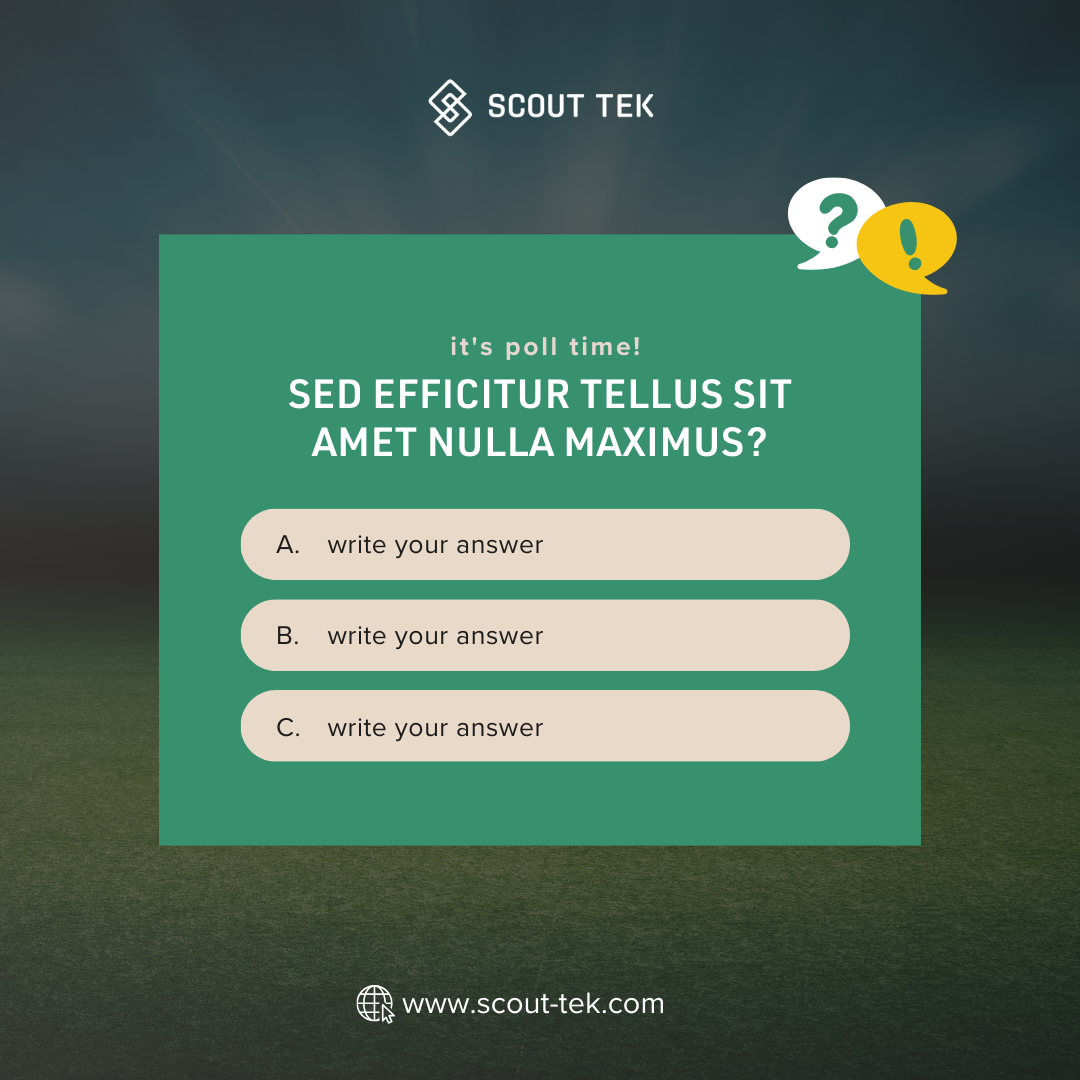 SCOUT TEK
?
!
it's poll time!
SED EFFICITUR TELLUS SIT
AMET NULLA MAXIMUS?
A. write your answer
B. write your answer
C. write your answer
www.scout-tek.com